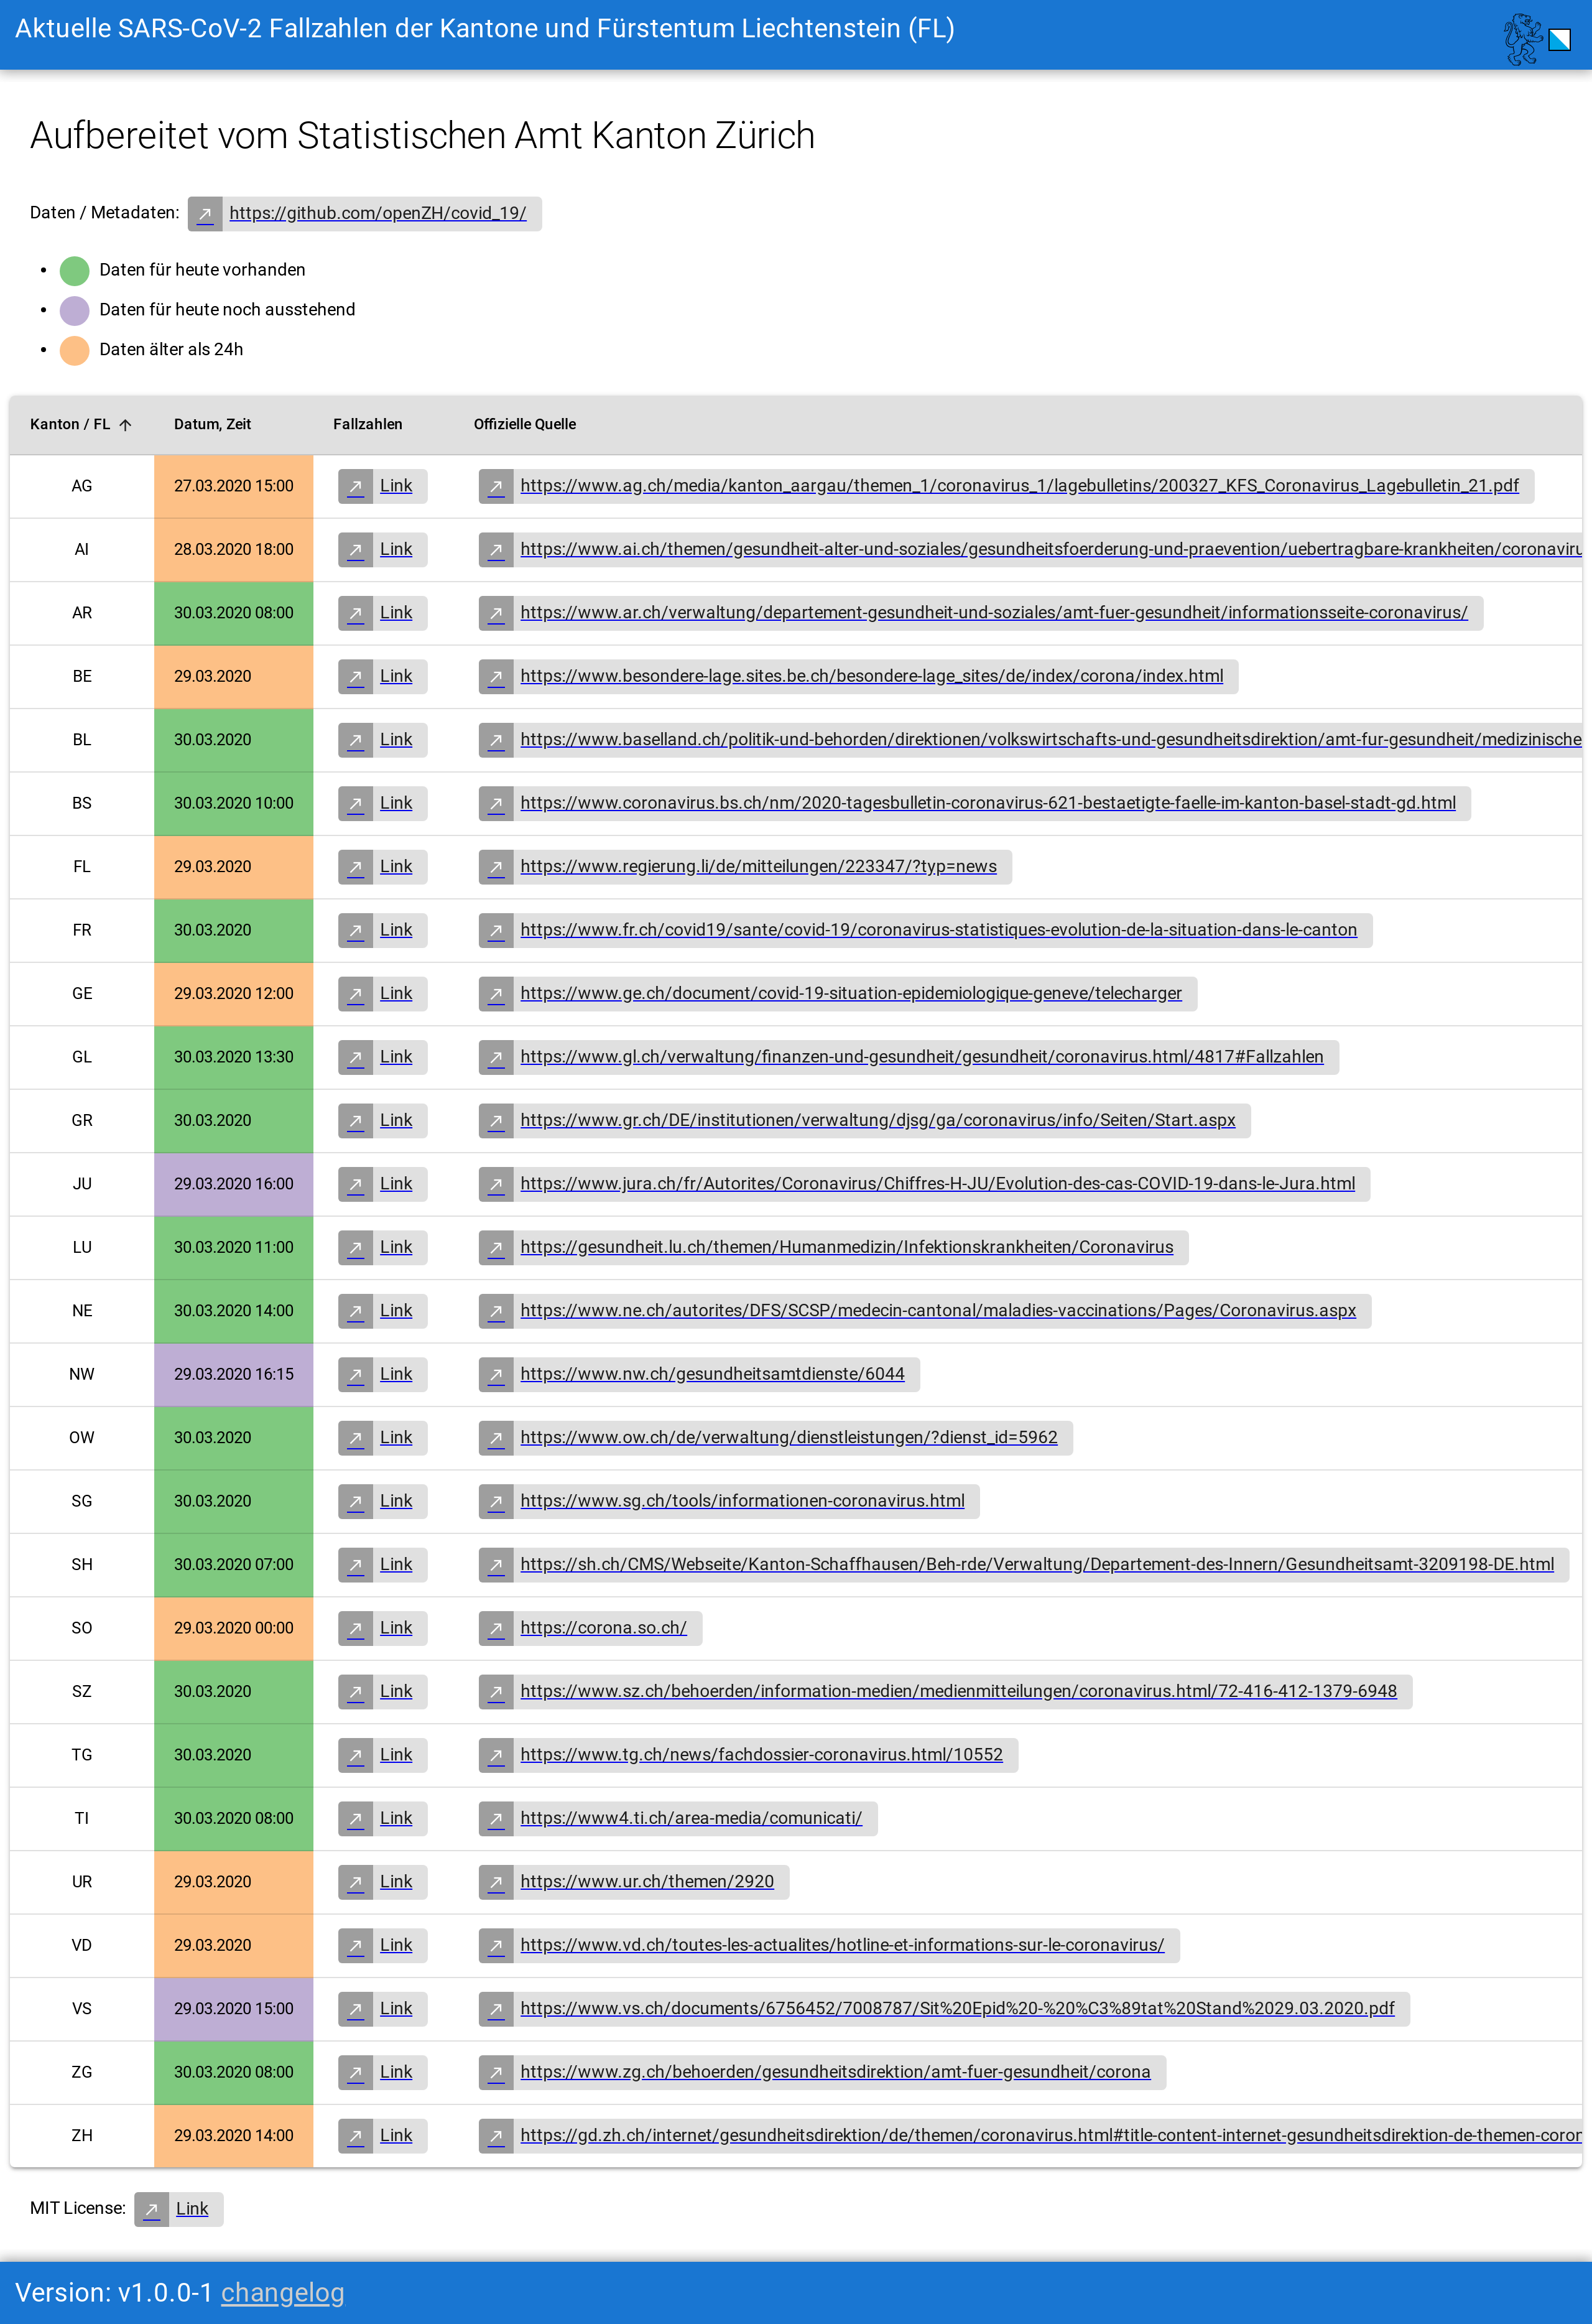 Aktuelle SARS-CoV-2 Fallzahlen der Kantone und Fürstentum Liechtenstein (FL)
Aufbereitet vom Statistischen Amt Kanton Zürich
Daten / Metadaten: https://github.com/openZH/covid_19/
Daten für heute vorhanden
Daten für heute noch ausstehend
Daten älter als 24h
Kanton / FL Datum, Zeit Fallzahlen Offizielle Quelle
AG 27.03.2020 15:00 Link https://www.ag.ch/media/kanton_aargau/themen_1/coronavirus_1/lagebulletins/200327_KFS_Coronavirus_Lagebulletin_21.pdf
AI 28.03.2020 18:00 Link https://www.ai.ch/themen/gesundheit-alter-und-soziales/gesundheitsfoerderung-und-praevention/uebertragbare-krankheiten/coronaviru
AR 30.03.2020 08:00 Link https://www.ar.ch/verwaltung/departement-gesundheit-und-soziales/amt-fuer-gesundheit/informationsseite-coronavirus/
BE 29.03.2020 Link https://www.besondere-lage.sites.be.ch/besondere-lage_sites/de/index/corona/index.html
BL 30.03.2020 Link https://www.baselland.ch/politik-und-behorden/direktionen/volkswirtschafts-und-gesundheitsdirektion/amt-fur-gesundheit/medizinische
BS 30.03.2020 10:00 Link https://www.coronavirus.bs.ch/nm/2020-tagesbulletin-coronavirus-621-bestaetigte-faelle-im-kanton-basel-stadt-gd.html
FL 29.03.2020 Link https://www.regierung.li/de/mitteilungen/223347/?typ=news
FR 30.03.2020 Link https://www.fr.ch/covid19/sante/covid-19/coronavirus-statistiques-evolution-de-la-situation-dans-le-canton
GE 29.03.2020 12:00 Link https://www.ge.ch/document/covid-19-situation-epidemiologique-geneve/telecharger
GL 30.03.2020 13:30 Link https://www.gl.ch/verwaltung/finanzen-und-gesundheit/gesundheit/coronavirus.html/4817#Fallzahlen
GR 30.03.2020 Link https://www.gr.ch/DE/institutionen/verwaltung/djsg/ga/coronavirus/info/Seiten/Start.aspx
JU 29.03.2020 16:00 Link https://www.jura.ch/fr/Autorites/Coronavirus/Chiffres-H-JU/Evolution-des-cas-COVID-19-dans-le-Jura.html
LU 30.03.2020 11:00 Link https://gesundheit.lu.ch/themen/Humanmedizin/Infektionskrankheiten/Coronavirus
NE 30.03.2020 14:00 Link https://www.ne.ch/autorites/DFS/SCSP/medecin-cantonal/maladies-vaccinations/Pages/Coronavirus.aspx
NW 29.03.2020 16:15 Link https://www.nw.ch/gesundheitsamtdienste/6044
OW 30.03.2020 Link https://www.ow.ch/de/verwaltung/dienstleistungen/?dienst_id=5962
SG 30.03.2020 Link https://www.sg.ch/tools/informationen-coronavirus.html
SH 30.03.2020 07:00 Link https://sh.ch/CMS/Webseite/Kanton-Schaffhausen/Beh-rde/Verwaltung/Departement-des-Innern/Gesundheitsamt-3209198-DE.html
SO 29.03.2020 00:00 Link https://corona.so.ch/
SZ 30.03.2020 Link https://www.sz.ch/behoerden/information-medien/medienmitteilungen/coronavirus.html/72-416-412-1379-6948
TG 30.03.2020 Link https://www.tg.ch/news/fachdossier-coronavirus.html/10552
TI 30.03.2020 08:00 Link https://www4.ti.ch/area-media/comunicati/
UR 29.03.2020 Link https://www.ur.ch/themen/2920
VD 29.03.2020 Link https://www.vd.ch/toutes-les-actualites/hotline-et-informations-sur-le-coronavirus/
VS 29.03.2020 15:00 Link https://www.vs.ch/documents/6756452/7008787/Sit%20Epid%20-%20%C3%89tat%20Stand%2029.03.2020.pdf
ZG 30.03.2020 08:00 Link https://www.zg.ch/behoerden/gesundheitsdirektion/amt-fuer-gesundheit/corona
ZH 29.03.2020 14:00 Link https://gd.zh.ch/internet/gesundheitsdirektion/de/themen/coronavirus.html#title-content-internet-gesundheitsdirektion-de-themen-coron
MIT License: Link
Version: v1.0.0-1 changelog